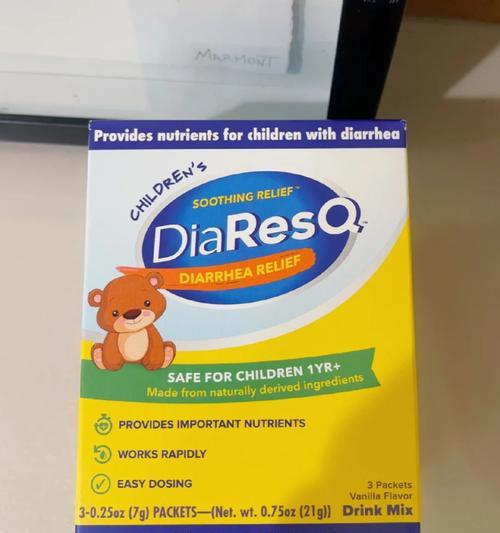 Marmont
Provides nutrients for children with diarrhea
CHILDREN'S
SOOTHING RELIEF™
DiaResQ™
DIARRHEA RELIEF
SAFE FOR CHILDREN 1YR+
Made from naturally derived ingredients
PROVIDES IMPORTANT NUTRIENTS
WORKS RAPIDLY
EASY DOSING
3 Packets
Vanilla Flavor
3-0.25oz (7g) PACKETS—(Net. wt. 0.75oz (21g)) Drink Mix